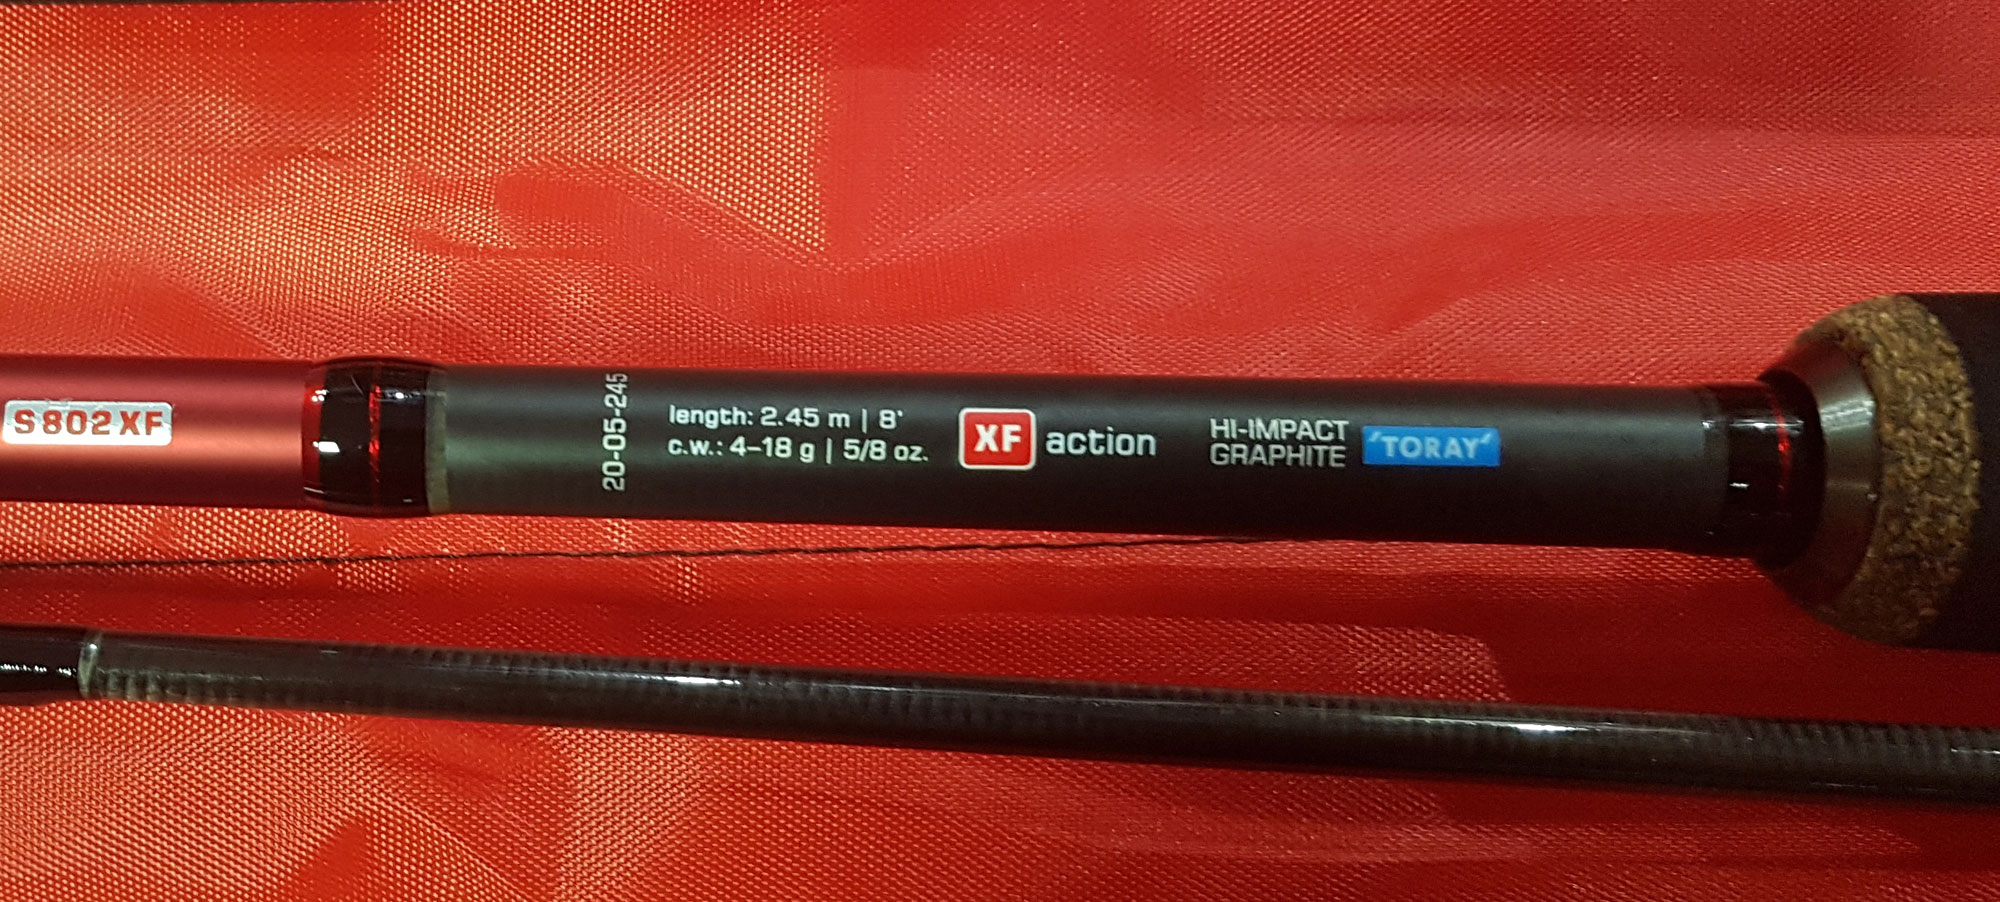 S802XF
20-05-245
length: 2.45 m | 8'
c.w.: 4–18 g | 5/8 oz.
XF action
HI-IMPACT
GRAPHITE
'TORAY'